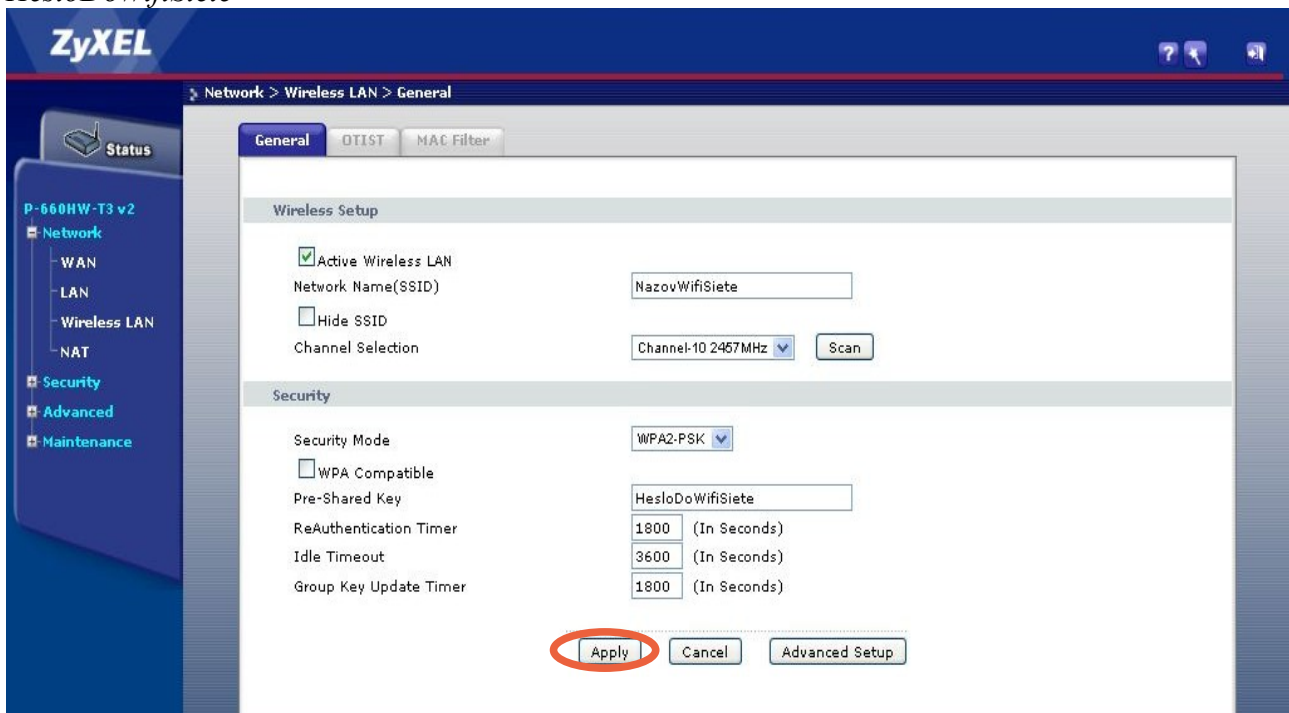 HesloDoWifiSiete
ZyXEL
Network > Wireless LAN > General
Status
General OTIST MAC Filter
P-660HW-T3 v2
Network
WAN
LAN
Wireless LAN
NAT
Security
Advanced
Maintenance
Wireless Setup
Active Wireless LAN
Network Name(SSID) NazovWifiSiete
Hide SSID
Channel Selection Channel-10 2457MHz Scan
Security
Security Mode WPA2-PSK
WPA Compatible
Pre-Shared Key HesloDoWifiSiete
ReAuthentication Timer 1800 (In Seconds)
Idle Timeout 3600 (In Seconds)
Group Key Update Timer 1800 (In Seconds)
Apply Cancel Advanced Setup